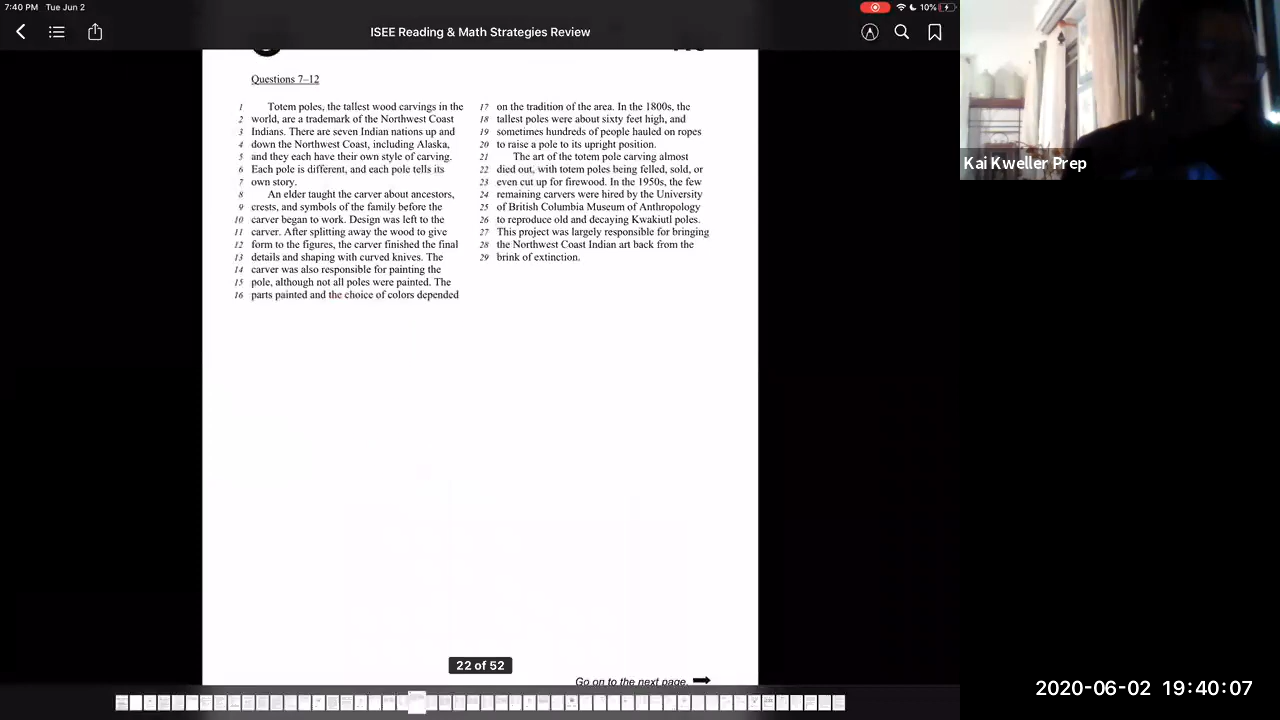 7:40 PM Tue Jun 2
10%
ISEE Reading & Math Strategies Review
Questions 7–12
1 Totem poles, the tallest wood carvings in the
2 world, are a trademark of the Northwest Coast
3 Indians. There are seven Indian nations up and
4 down the Northwest Coast, including Alaska,
5 and they each have their own style of carving.
6 Each pole is different, and each pole tells its
7 own story.
8 An elder taught the carver about ancestors,
9 crests, and symbols of the family before the
10 carver began to work. Design was left to the
11 carver. After splitting away the wood to give
12 form to the figures, the carver finished the final
13 details and shaping with curved knives. The
14 carver was also responsible for painting the
15 pole, although not all poles were painted. The
16 parts painted and the choice of colors depended
17 on the tradition of the area. In the 1800s, the
18 tallest poles were about sixty feet high, and
19 sometimes hundreds of people hauled on ropes
20 to raise a pole to its upright position.
21 The art of the totem pole carving almost
22 died out, with totem poles being felled, sold, or
23 even cut up for firewood. In the 1950s, the few
24 remaining carvers were hired by the University
25 of British Columbia Museum of Anthropology
26 to reproduce old and decaying Kwakiutl poles.
27 This project was largely responsible for bringing
28 the Northwest Coast Indian art back from the
29 brink of extinction.
22 of 52
Go on to the next page.
Kai Kweller Prep
2020-06-02 19:40:07